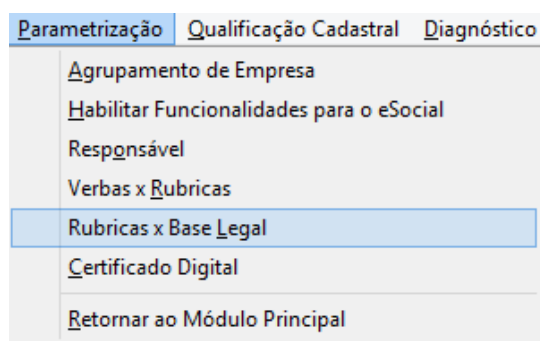 Parametrização Qualificação Cadastral Diagnóstico
Agrupamento de Empresa
Habilitar Funcionalidades para o eSocial
Responsável
Verbas x Rubricas
Rubricas x Base Legal
Certificado Digital
Retornar ao Módulo Principal